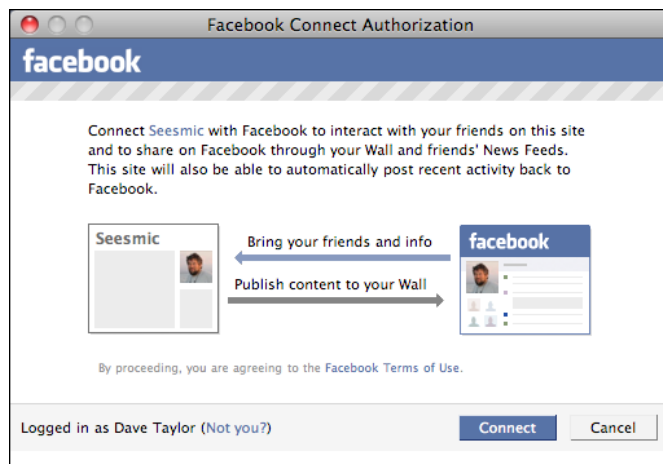 Facebook Connect Authorization
facebook
Connect Seesmic with Facebook to interact with your friends on this site
and to share on Facebook through your Wall and friends' News Feeds.
This site will also be able to automatically post recent activity back to
Facebook.
Seesmic
Bring your friends and info
facebook
Publish content to your Wall
By proceeding, you are agreeing to the Facebook Terms of Use.
Logged in as Dave Taylor (Not you?)
Connect
Cancel